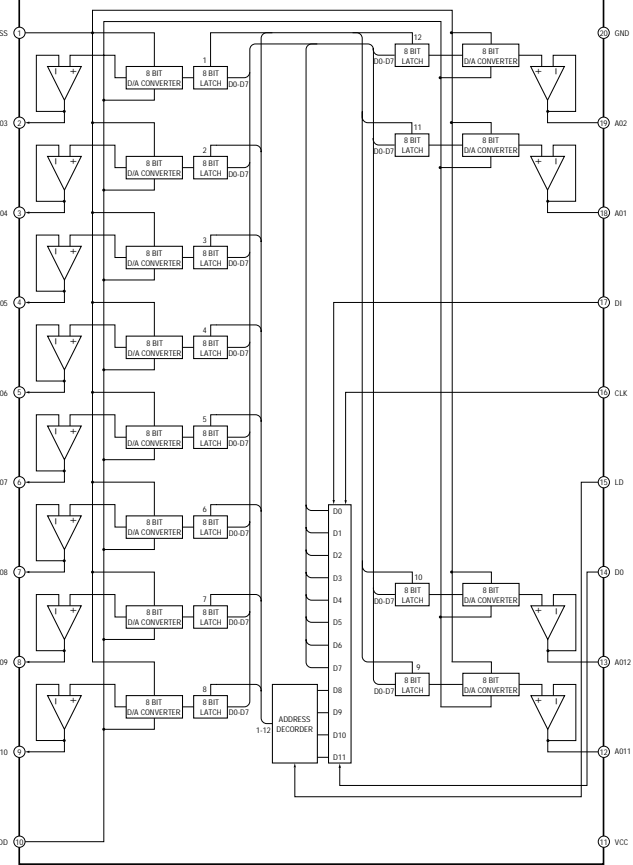 SS 1 20 GND
12
1
8 BIT
LATCH
8 BIT
D/A CONVERTER
D0-D7
8 BIT
D/A CONVERTER
8 BIT
LATCH
D0-D7
03 2 19 A02
11
2
8 BIT
LATCH
8 BIT
D/A CONVERTER
D0-D7
8 BIT
D/A CONVERTER
8 BIT
LATCH
D0-D7
04 3 18 A01
3
8 BIT
D/A CONVERTER
8 BIT
LATCH
D0-D7
05 4 17 DI
4
8 BIT
D/A CONVERTER
8 BIT
LATCH
D0-D7
06 5 16 CLK
5
8 BIT
D/A CONVERTER
8 BIT
LATCH
D0-D7
07 6 15 LD
6
8 BIT
D/A CONVERTER
8 BIT
LATCH
D0-D7
D0
D1
D2
D3
D4
D5
D6
D7
D8
D9
D10
D11
08 7 14 D0
10
7
8 BIT
LATCH
8 BIT
D/A CONVERTER
D0-D7
8 BIT
D/A CONVERTER
8 BIT
LATCH
D0-D7
09 8 13 A012
9
8
8 BIT
LATCH
8 BIT
D/A CONVERTER
D0-D7
8 BIT
D/A CONVERTER
8 BIT
LATCH
D0-D7
ADDRESS
DECORDER
1-12
10 9 12 A011
DD 10 11 VCC